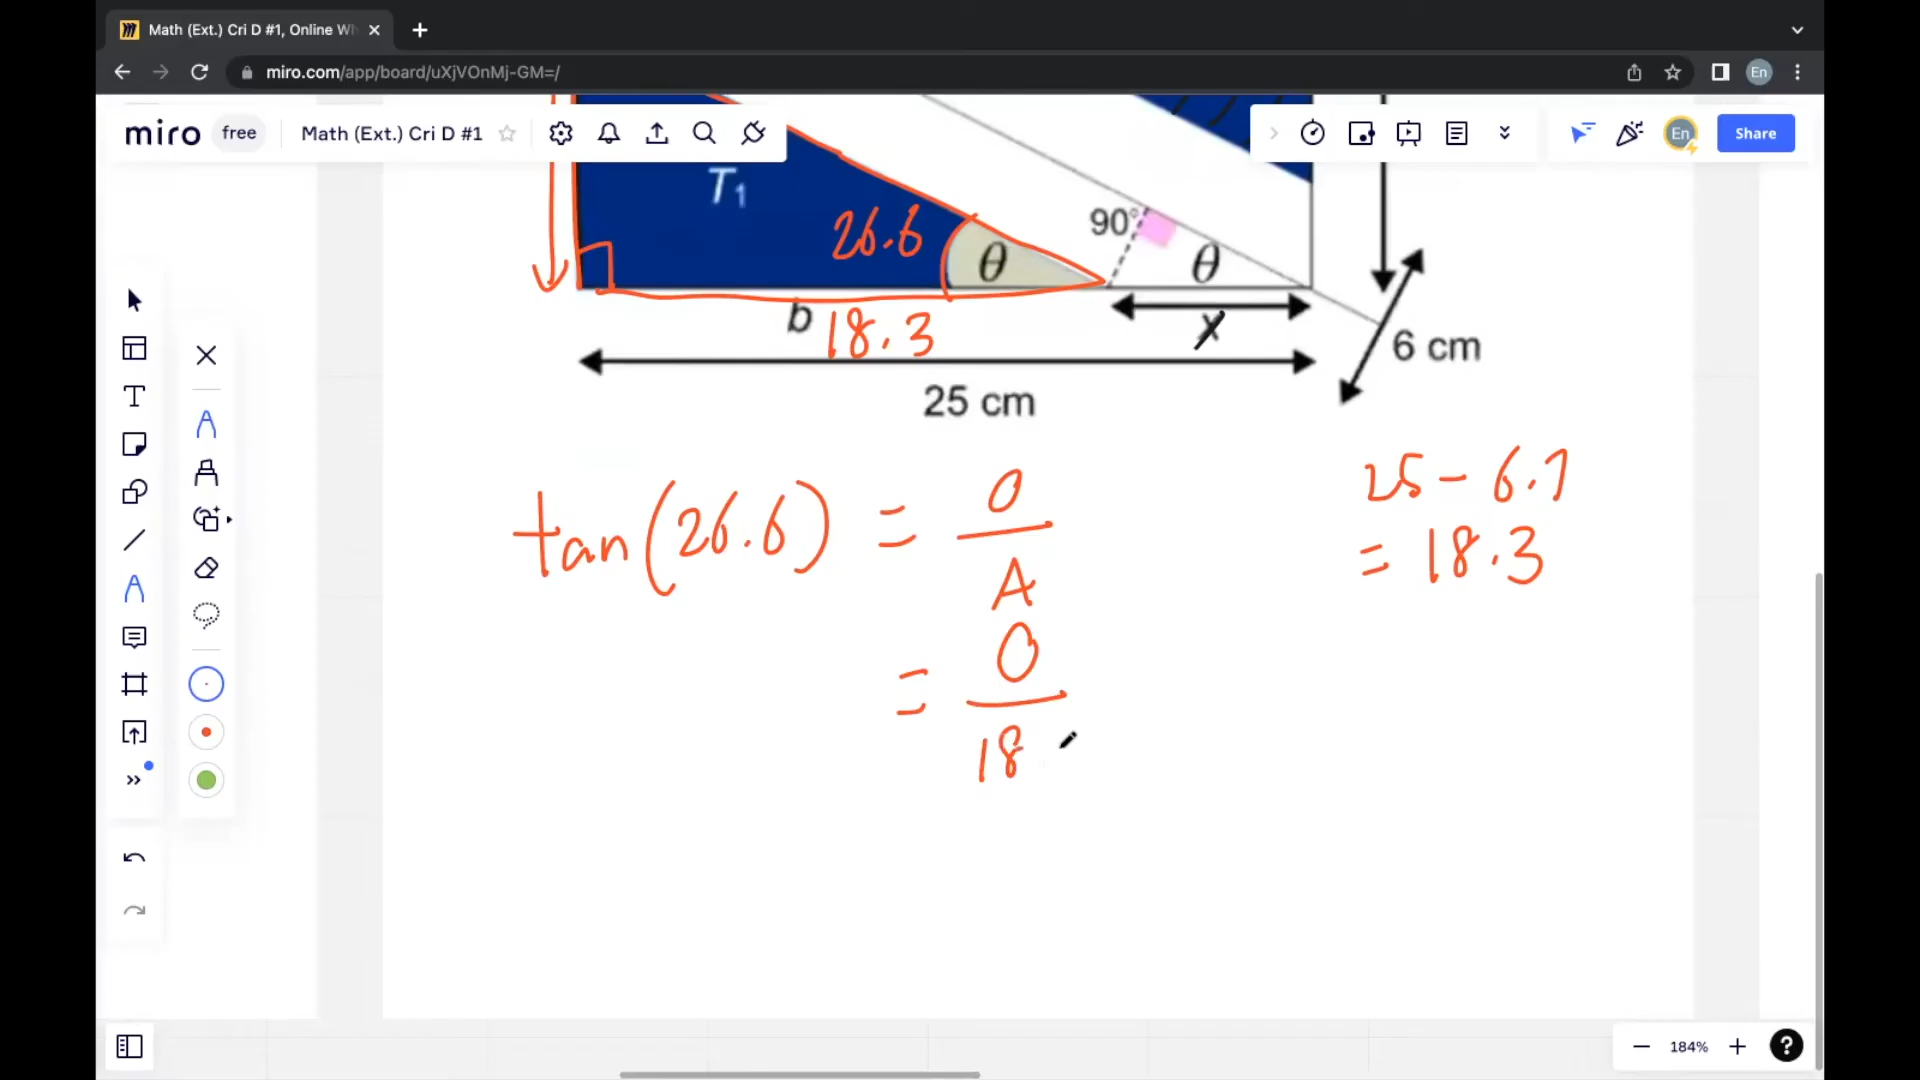 Math (Ext.) Cri D #1, Online Wh
miro.com/app/board/uXjVOnMj-GM=/
En
miro free Math (Ext.) Cri D #1
En
Share
T1
26.6
θ
90°
θ
b
18.3
x
6 cm
25 cm
tan(26.6) = O
A
= O
18
25 - 6.7
= 18.3
184%